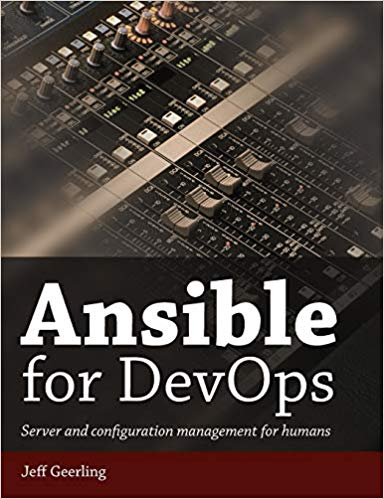 Ansible
for DevOps
Server and configuration management for humans
Jeff Geerling